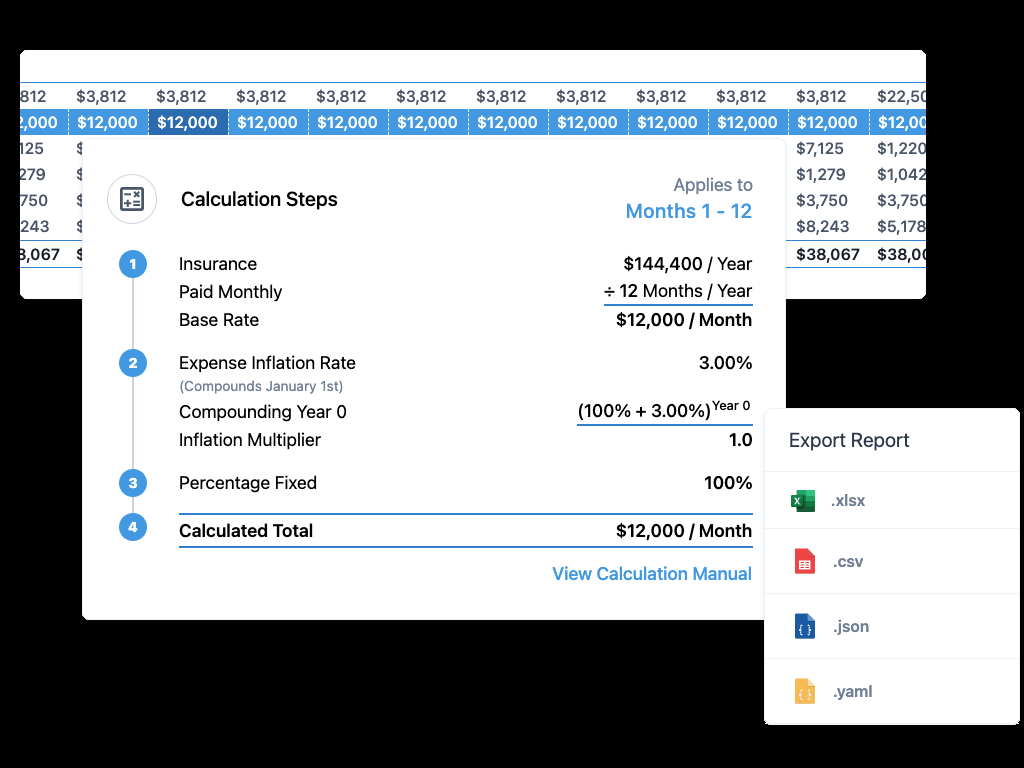 812 $3,812 $3,812 $3,812 $3,812 $3,812 $3,812 $3,812 $3,812 $3,812 $3,812 $22,50
2,000 $12,000 $12,000 $12,000 $12,000 $12,000 $12,000 $12,000 $12,000 $12,000 $12,000 $12,00
125 $ $7,125 $1,220
279 $ $1,279 $1,042
750 $ $3,750 $3,750
243 $ $8,243 $5,178
8,067 $ $38,067 $38,00
Calculation Steps
Applies to
Months 1 - 12
1 Insurance $144,400 / Year
Paid Monthly ÷ 12 Months / Year
Base Rate $12,000 / Month
2 Expense Inflation Rate 3.00%
(Compounds January 1st)
Compounding Year 0 (100% + 3.00%) Year 0
Inflation Multiplier 1.0
3 Percentage Fixed 100%
4 Calculated Total $12,000 / Month
View Calculation Manual
Export Report
.xlsx
.csv
.json
.yaml